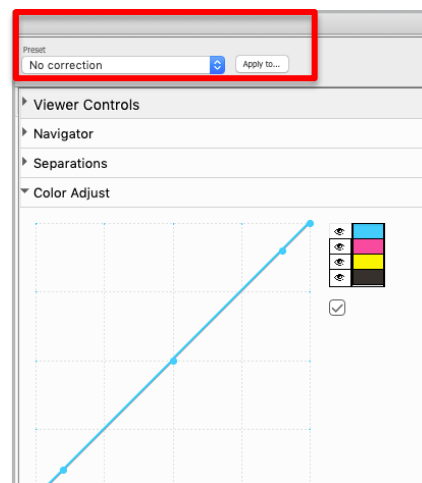 Preset
No correction
Apply to...
Viewer Controls
Navigator
Separations
Color Adjust